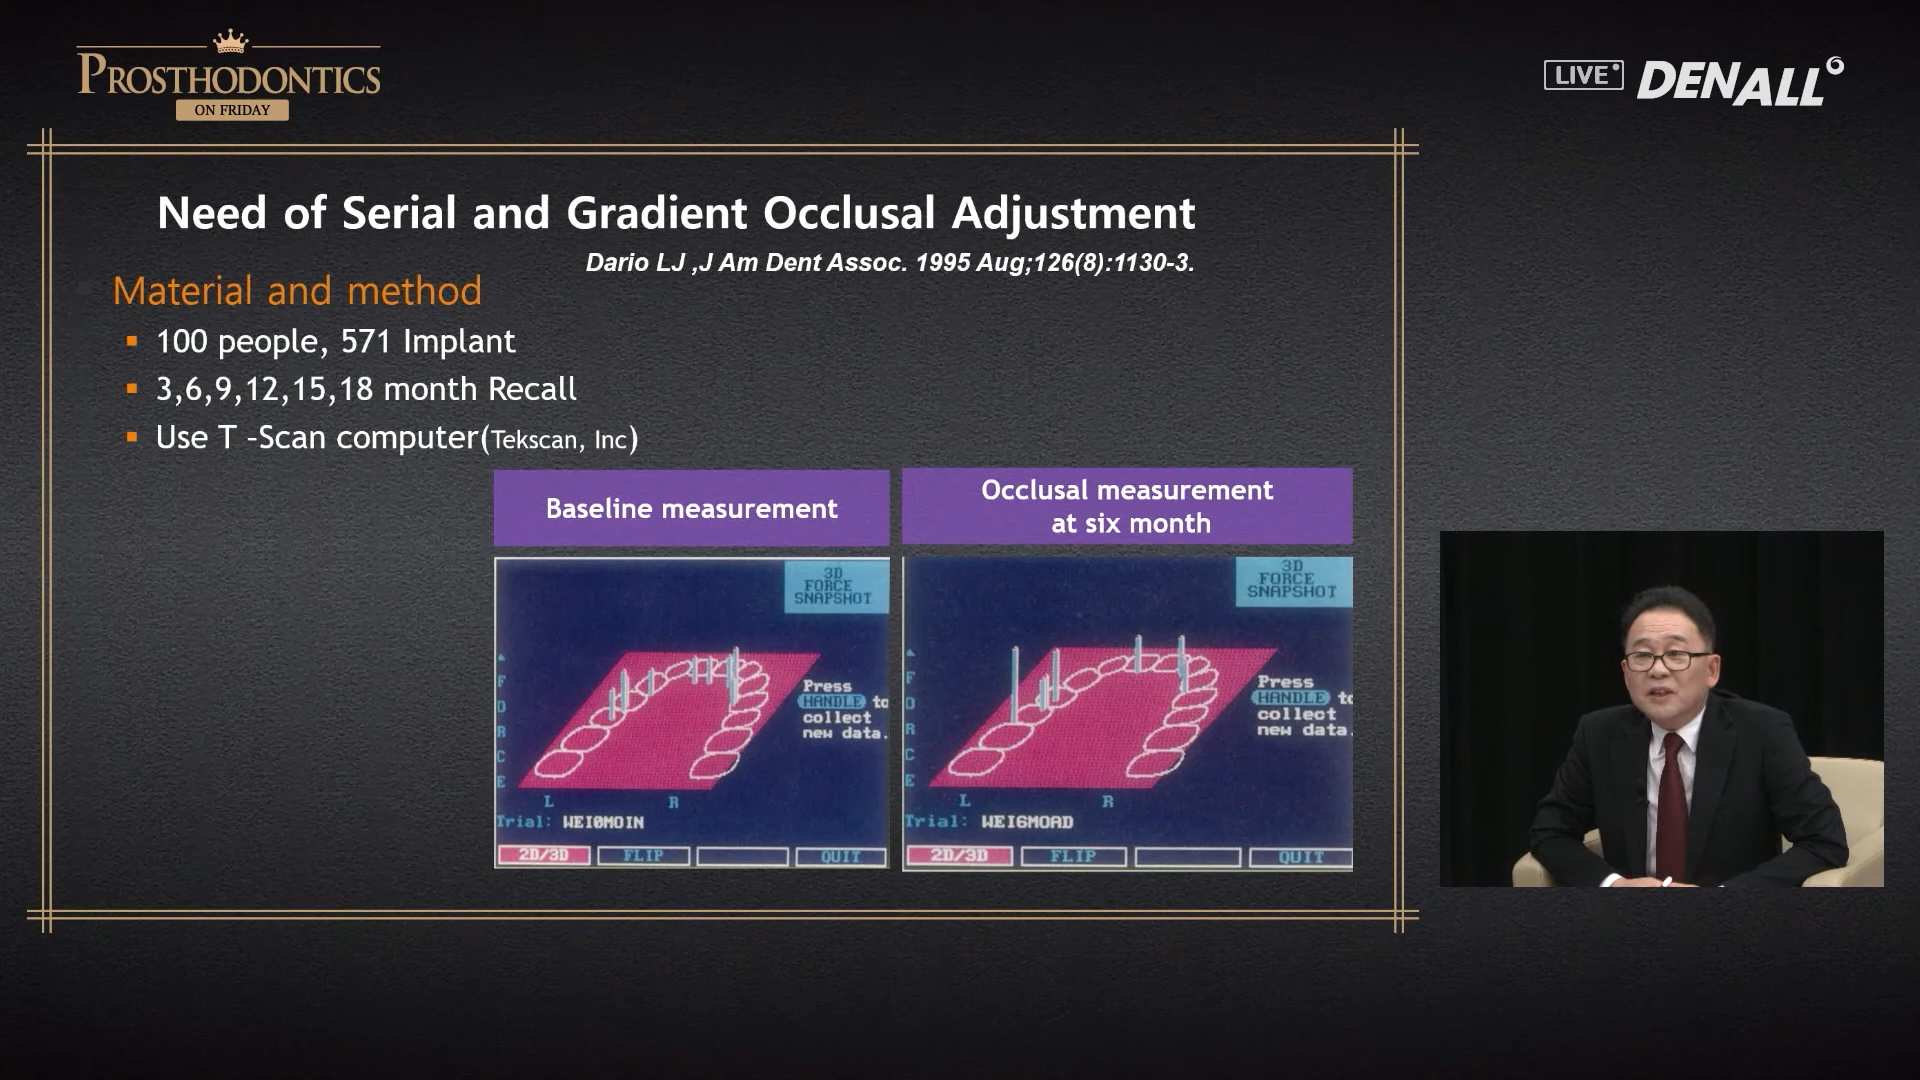 PROSTHODONTICS
ON FRIDAY
LIVE
DENALL
Need of Serial and Gradient Occlusal Adjustment
Dario LJ ,J Am Dent Assoc. 1995 Aug;126(8):1130-3.
Material and method
100 people, 571 Implant
3,6,9,12,15,18 month Recall
Use T -Scan computer(Tekscan, Inc)
Baseline measurement
Occlusal measurement
at six month
3D
FORCE
SNAPSHOT
Press
HANDLE to
collect
new data.
FORCE
L R
Trial: WEI0MOIN
2D/3D FLIP QUIT
3D
FORCE
SNAPSHOT
Press
HANDLE to
collect
new data.
FORCE
L R
Trial: WEI6MOAD
2D/3D FLIP QUIT